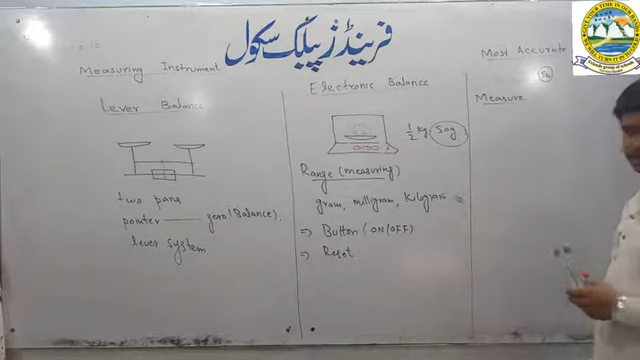 فرینڈز پبلک سکول
Measuring Instrument
Lever Balance
two pans
pointer —— zero (Balance).
lever system
Electronic Balance
1/2 kg 50g
Range (measuring)
gram, milligram, kilogram
⇒ Button (ON/OFF)
⇒ Reset
Most Accurate
Measure